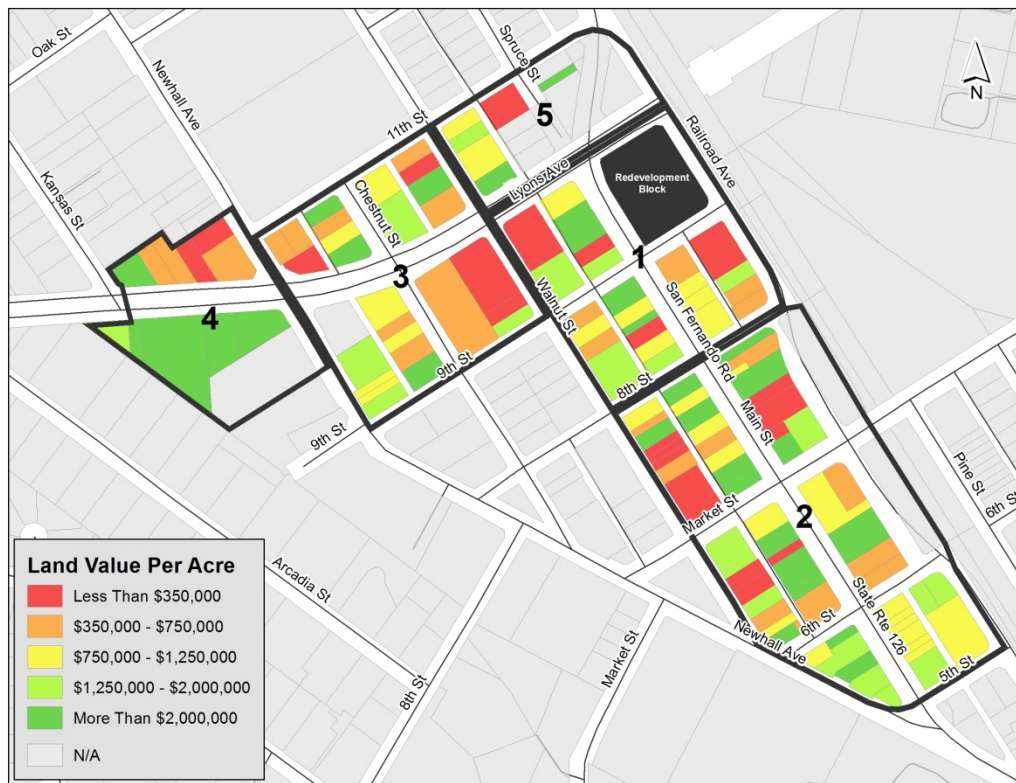 Oak St
Newhall Ave
Spruce St
N
5
11th St
Railroad Ave
Lyons Ave
Redevelopment
Block
Kansas St
Chestnut St
1
3
Walnut St
San Fernando Rd
4
9th St
8th St
9th St
Main St
Pine St
6th St
Market St
2
Land Value Per Acre
Less Than $350,000
$350,000 - $750,000
$750,000 - $1,250,000
$1,250,000 - $2,000,000
More Than $2,000,000
N/A
Arcadia St
State Rte 126
6th St
Newhall Ave
Market St
5th St
8th St